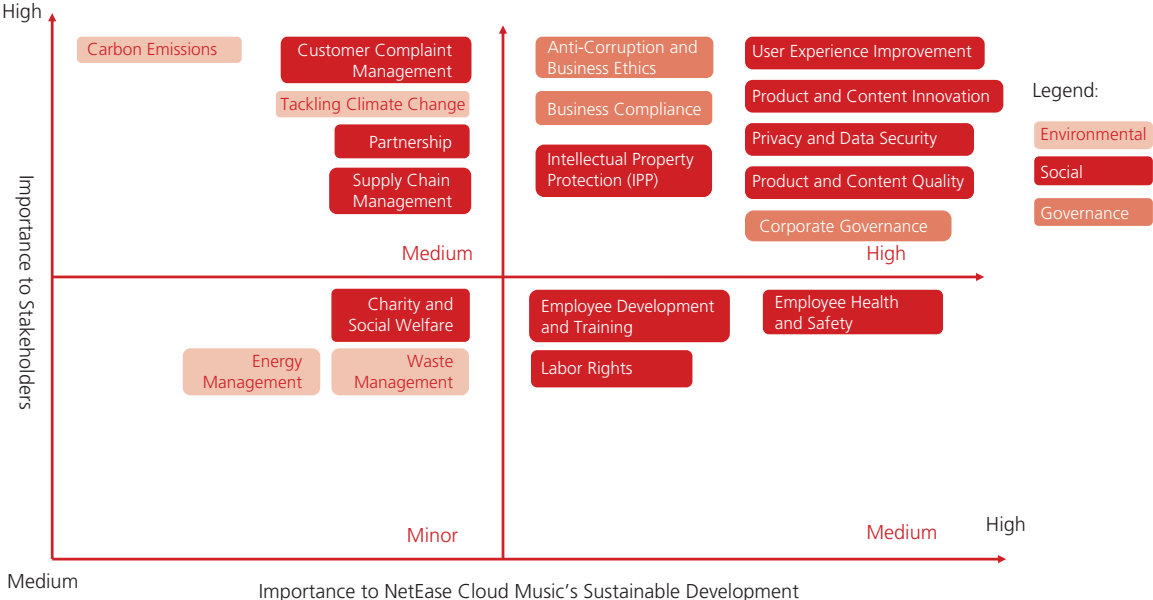 High
Carbon Emissions
Customer Complaint
Management
Tackling Climate Change
Partnership
Supply Chain
Management
Medium
Anti-Corruption and
Business Ethics
Business Compliance
Intellectual Property
Protection (IPP)
User Experience Improvement
Product and Content Innovation
Privacy and Data Security
Product and Content Quality
Corporate Governance
High
Legend:
Environmental
Social
Governance
Importance to Stakeholders
Charity and
Social Welfare
Energy
Management
Waste
Management
Minor
Employee Development
and Training
Labor Rights
Employee Health
and Safety
Medium
High
Medium
Importance to NetEase Cloud Music's Sustainable Development